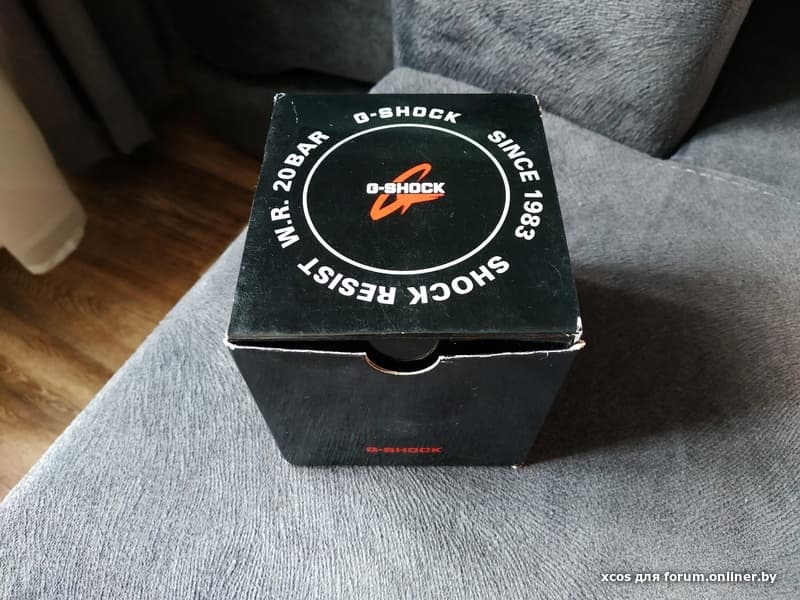 G-SHOCK
SINCE 1983
SHOCK RESIST
W.R. 20BAR
G-SHOCK
G-SHOCK
xcos для forum.onliner.by